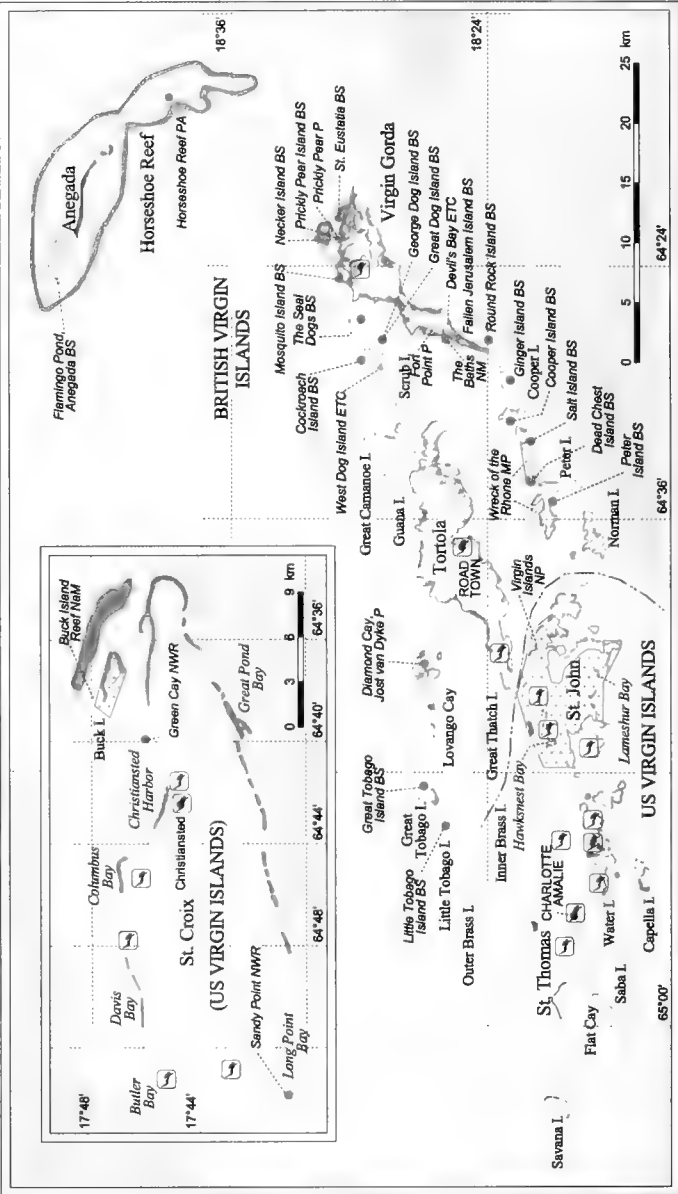 18°36'
18°24'
Anegada
Horseshoe Reef
Horseshoe Reef PA
Flamingo Pond,
Anegada BS
BRITISH VIRGIN
ISLANDS
Necker Island BS
Prickly Pear Island BS
Prickly Pear P
St. Eustatia BS
Virgin Gorda
Mosquito Island BS
The Seal
Dogs BS
Cockroach
Island BS
West Dog Island ETC
George Dog Island BS
Great Dog Island BS
Devil's Bay ETC
Fallen Jerusalem Island BS
Round Rock Island BS
Scrub I.
Fort
Point P
The
Baths
NM
Great Camanoe I.
Guana I.
Tortola
ROAD
TOWN
Ginger Island BS
Cooper I.
Cooper Island BS
Salt Island BS
Wreck of the
Rhone MP
Peter I.
Dead Chest
Island BS
Peter
Island BS
Norman I.
Diamond Cay,
Jost van Dyke P
Lovango Cay
Great Tobago
Island BS
Great
Tobago I.
Little Tobago
Island BS
Little Tobago I.
Outer Brass I.
Inner Brass I.
Great Thatch I.
Virgin
Islands
NP
Hawksnest Bay
St. John
Lameshur Bay
US VIRGIN ISLANDS
St. Thomas
CHARLOTTE
AMALIE
Water I.
Flat Cay
Saba I.
Capella I.
Savana I.
65°00'
64°36'
64°24'
0 5 10 15 20 25 km
17°48'
17°44'
Butler
Bay
Davis
Bay
Columbus
Bay
Christiansted
Harbor
Buck I.
Buck Island
Reef NaM
Green Cay NWR
St. Croix
Christiansted
(US VIRGIN ISLANDS)
Sandy Point NWR
Long Point
Bay
Great Pond
Bay
64°48'
64°44'
64°40'
64°36'
0 3 6 9 km